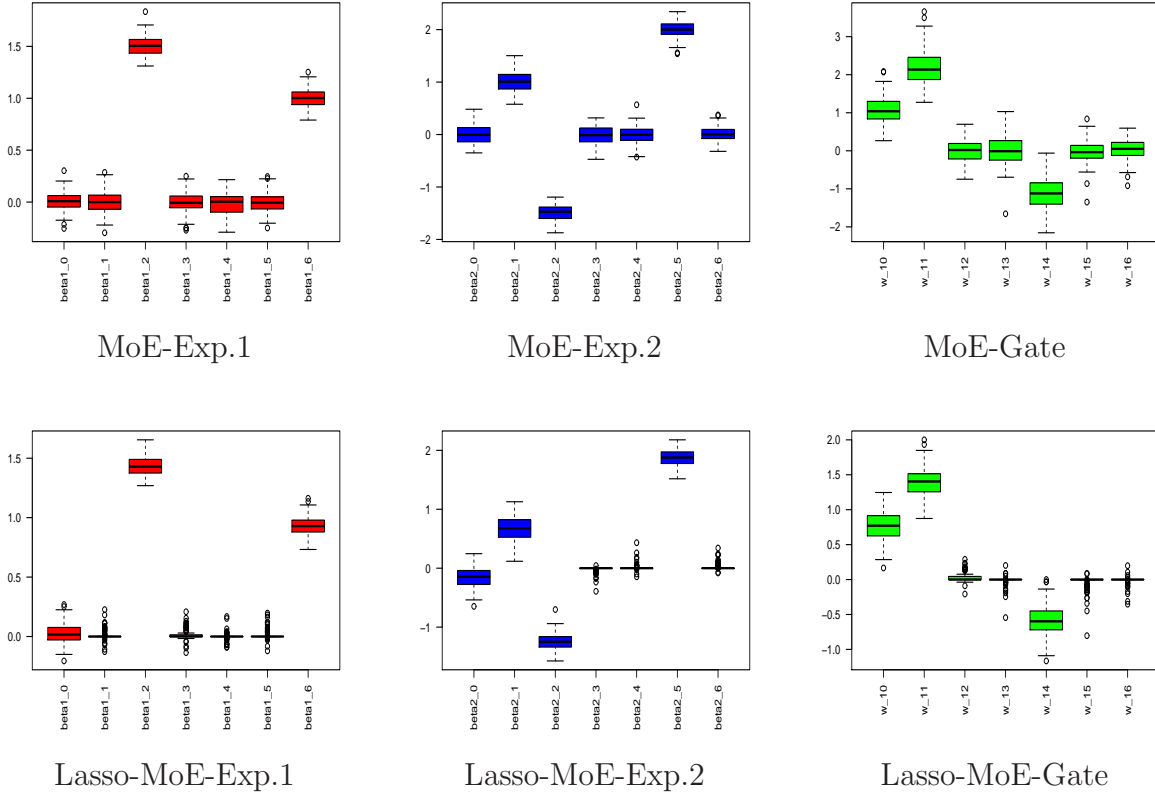 1.5
1.0
0.5
0.0
beta1_0
beta1_1
beta1_2
beta1_3
beta1_4
beta1_5
beta1_6
MoE-Exp.1
2
1
0
−1
−2
beta2_0
beta2_1
beta2_2
beta2_3
beta2_4
beta2_5
beta2_6
MoE-Exp.2
3
2
1
0
−1
−2
w_10
w_11
w_12
w_13
w_14
w_15
w_16
MoE-Gate
1.5
1.0
0.5
0.0
beta1_0
beta1_1
beta1_2
beta1_3
beta1_4
beta1_5
beta1_6
Lasso-MoE-Exp.1
2
1
0
−1
beta2_0
beta2_1
beta2_2
beta2_3
beta2_4
beta2_5
beta2_6
Lasso-MoE-Exp.2
2.0
1.5
1.0
0.5
0.0
−0.5
−1.0
w_10
w_11
w_12
w_13
w_14
w_15
w_16
Lasso-MoE-Gate